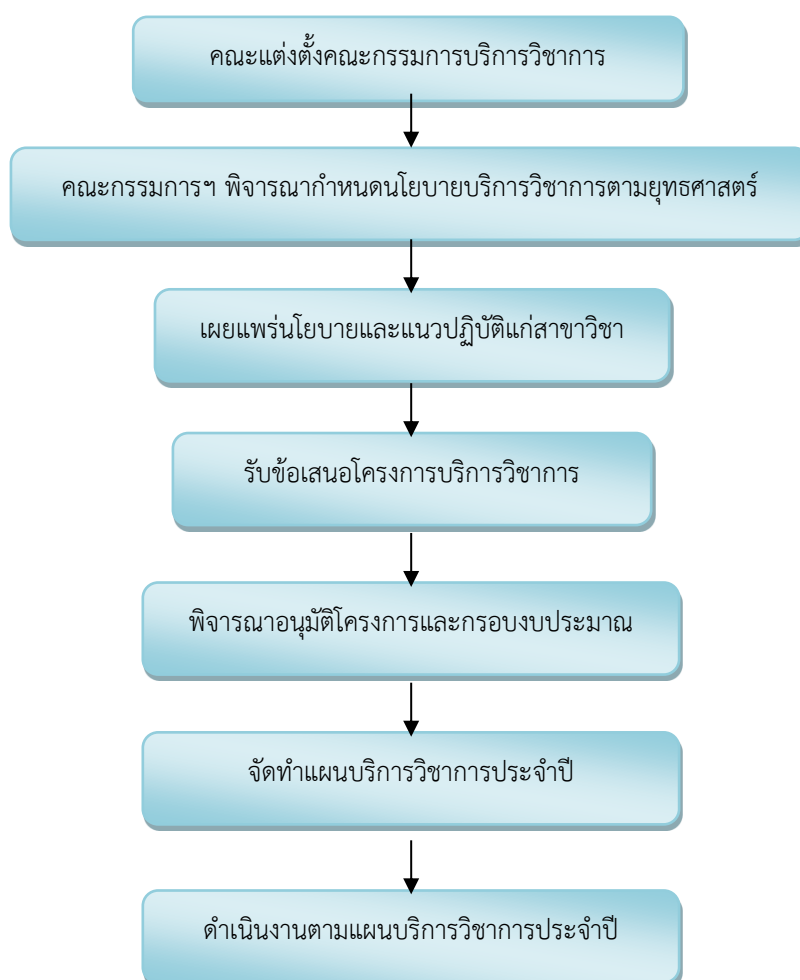 คณะแต่งตั้งคณะกรรมการบริการวิชาการ
คณะกรรมการฯ พิจารณากำหนดนโยบายบริการวิชาการตามยุทธศาสตร์
เผยแพร่นโยบายและแนวปฏิบัติแก่สาขาวิชา
รับข้อเสนอโครงการบริการวิชาการ
พิจารณาอนุมัติโครงการและกรอบงบประมาณ
จัดทำแผนบริการวิชาการประจำปี
ดำเนินงานตามแผนบริการวิชาการประจำปี